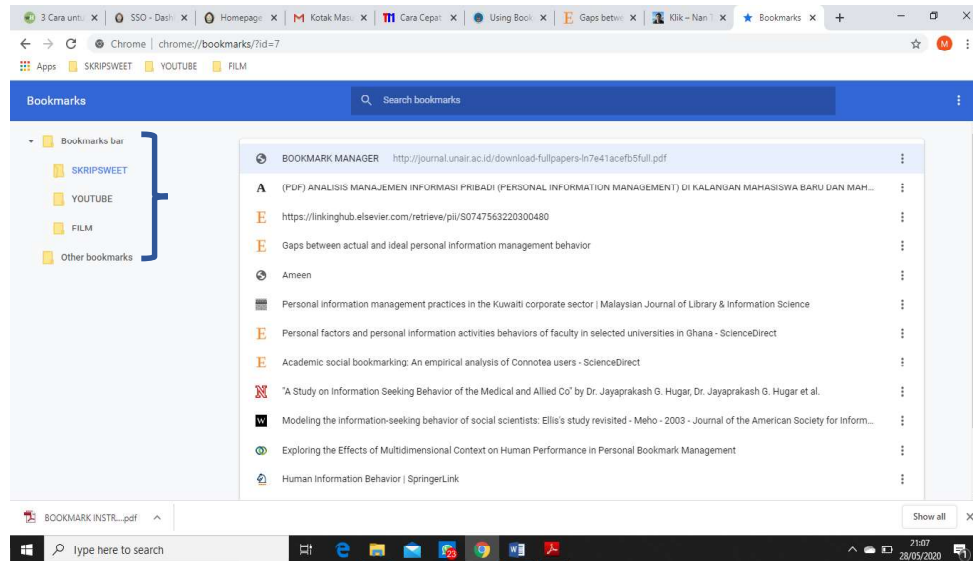 3 Cara untu
SSO - Dash
Homepage
Kotak Masu
Cara Cepat
Using Book
Gaps betwe
Klik – Nan
Bookmarks
Chrome | chrome://bookmarks/?id=7
M
Apps SKRIPSWEET YOUTUBE FILM
Bookmarks
Search bookmarks
Bookmarks bar
SKRIPSWEET
YOUTUBE
FILM
Other bookmarks
BOOKMARK MANAGER http://journal.unair.ac.id/download-fullpapers-ln7e41acefb5full.pdf
(PDF) ANALISIS MANAJEMEN INFORMASI PRIBADI (PERSONAL INFORMATION MANAGEMENT) DI KALANGAN MAHASISWA BARU DAN MAH...
https://linkinghub.elsevier.com/retrieve/pii/S0747563220300480
Gaps between actual and ideal personal information management behavior
Ameen
Personal information management practices in the Kuwaiti corporate sector | Malaysian Journal of Library & Information Science
Personal factors and personal information activities behaviors of faculty in selected universities in Ghana - ScienceDirect
Academic social bookmarking: An empirical analysis of Connotea users - ScienceDirect
"A Study on Information Seeking Behavior of the Medical and Allied Co" by Dr. Jayaprakash G. Hugar, Dr. Jayaprakash G. Hugar et al.
Modeling the information-seeking behavior of social scientists: Ellis's study revisited - Meho - 2003 - Journal of the American Society for Inform...
Exploring the Effects of Multidimensional Context on Human Performance in Personal Bookmark Management
Human Information Behavior | SpringerLink
BOOKMARK INSTR....pdf
Show all
Type here to search
23
21:07
28/05/2020